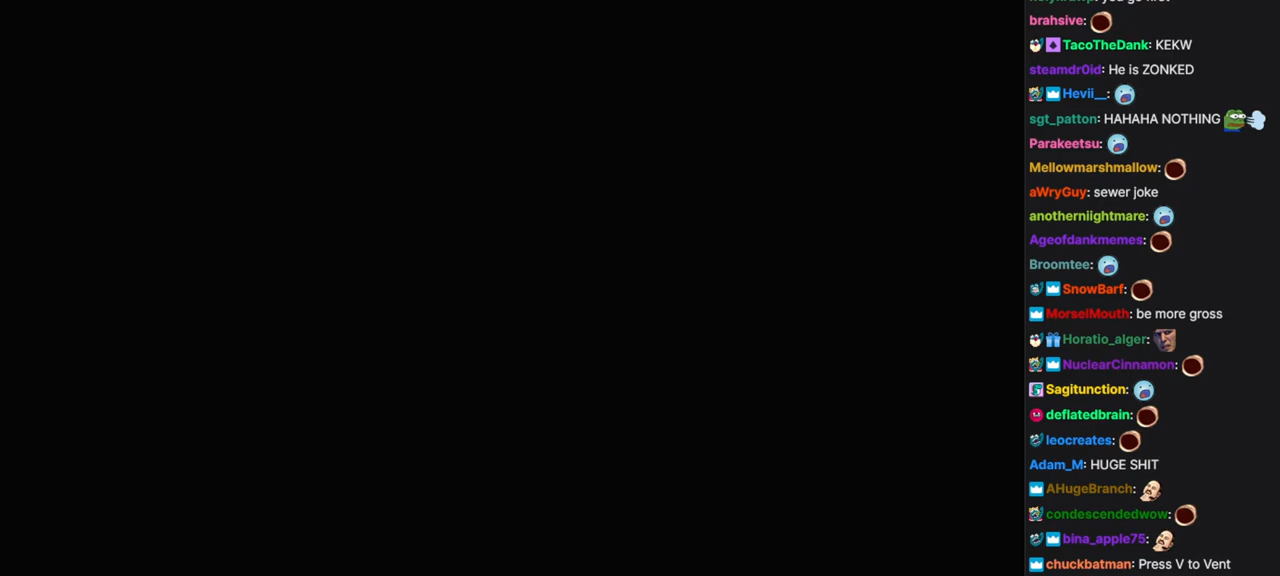 brahsive:
TacoTheDank: KEKW
steamdr0id: He is ZONKED
Hevii__:
sgt_patton: HAHAHA NOTHING
Parakeetsu:
Mellowmarshmallow:
aWryGuy: sewer joke
anotherniightmare:
Ageofdankmemes:
Broomtee:
SnowBarf:
MorselMouth: be more gross
Horatio_alger:
NuclearCinnamon:
Sagitunction:
deflatedbrain:
leocreates:
Adam_M: HUGE SHIT
AHugeBranch:
condescendedwow:
bina_apple75:
chuckbatman: Press V to Vent